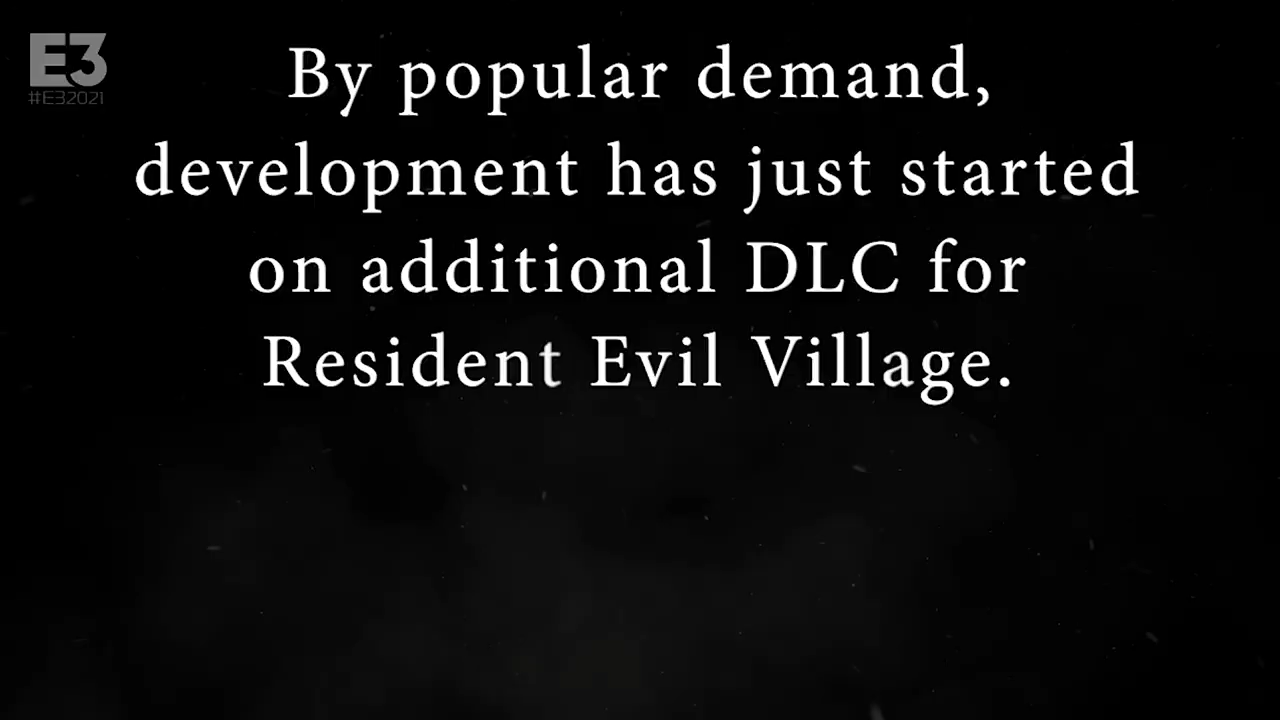 E3
#E32021
By popular demand,
development has just started
on additional DLC for
Resident Evil Village.